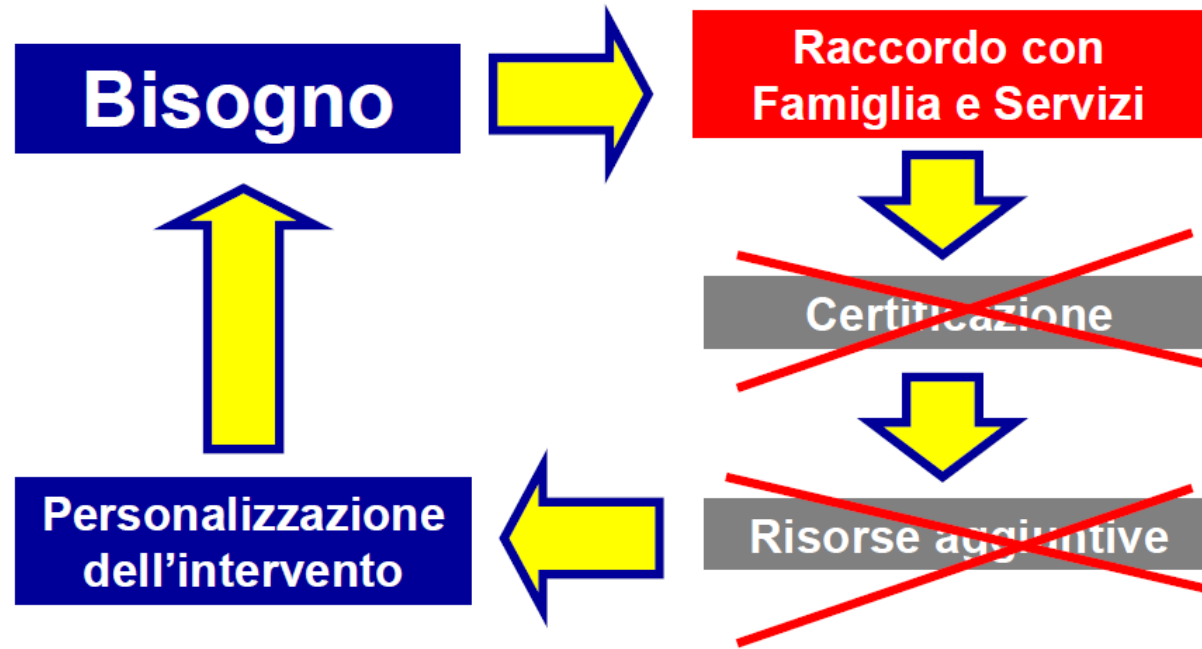 Bisogno
Raccordo con
Famiglia e Servizi
Certificazione
Risorse aggiuntive
Personalizzazione
dell’intervento